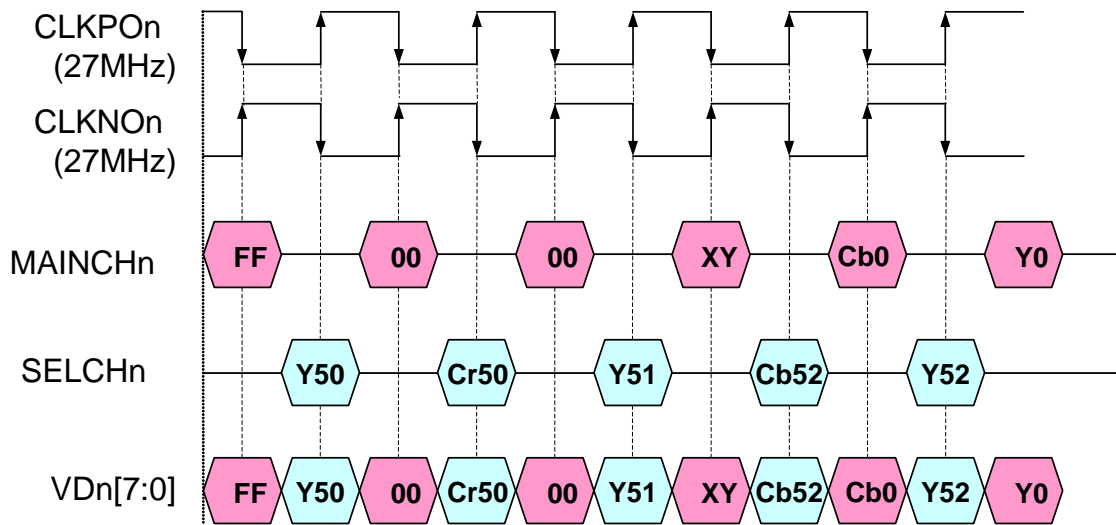 CLKPOn
(27MHz)
CLKNOn
(27MHz)
MAINCHn FF 00 00 XY Cb0 Y0
SELCHn Y50 Cr50 Y51 Cb52 Y52
VDn[7:0] FF Y50 00 Cr50 00 Y51 XY Cb52 Cb0 Y52 Y0